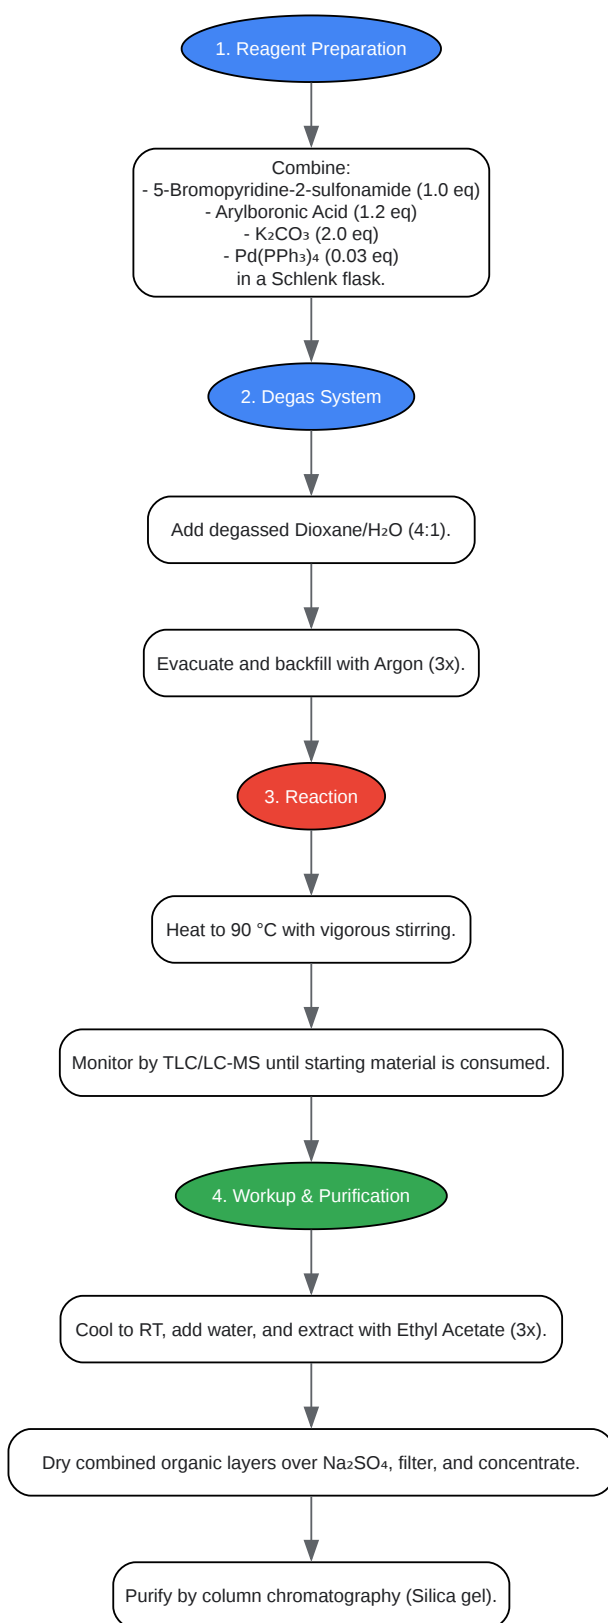 1. Reagent Preparation
Combine:
- 5-Bromopyridine-2-sulfonamide (1.0 eq)
- Arylboronic Acid (1.2 eq)
- K₂CO₃ (2.0 eq)
- Pd(PPh₃)₄ (0.03 eq)
in a Schlenk flask.
2. Degas System
Add degassed Dioxane/H₂O (4:1).
Evacuate and backfill with Argon (3x).
3. Reaction
Heat to 90 °C with vigorous stirring.
Monitor by TLC/LC-MS until starting material is consumed.
4. Workup & Purification
Cool to RT, add water, and extract with Ethyl Acetate (3x).
Dry combined organic layers over Na₂SO₄, filter, and concentrate.
Purify by column chromatography (Silica gel).